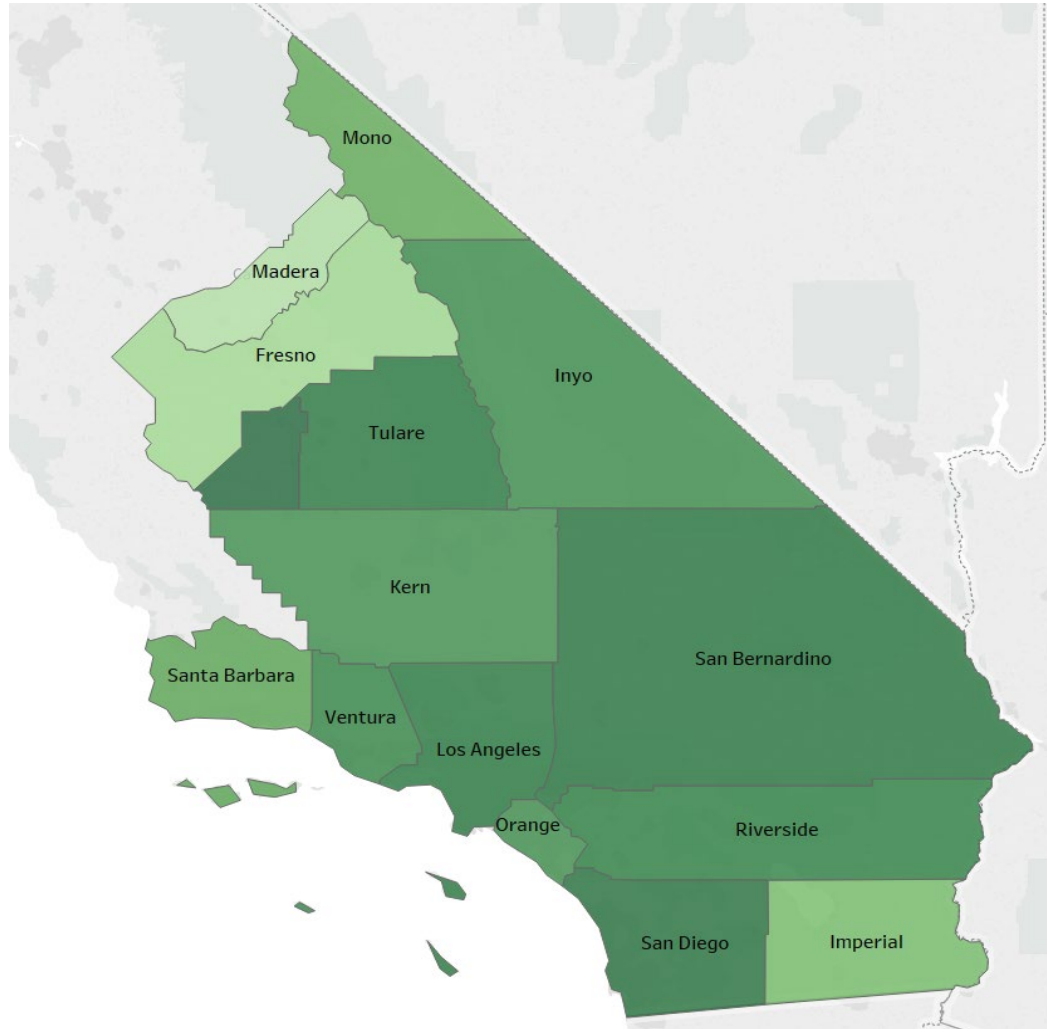 Mono
Madera
Fresno
Inyo
Tulare
Kern
San Bernardino
Santa Barbara
Ventura
Los Angeles
Orange
Riverside
San Diego
Imperial